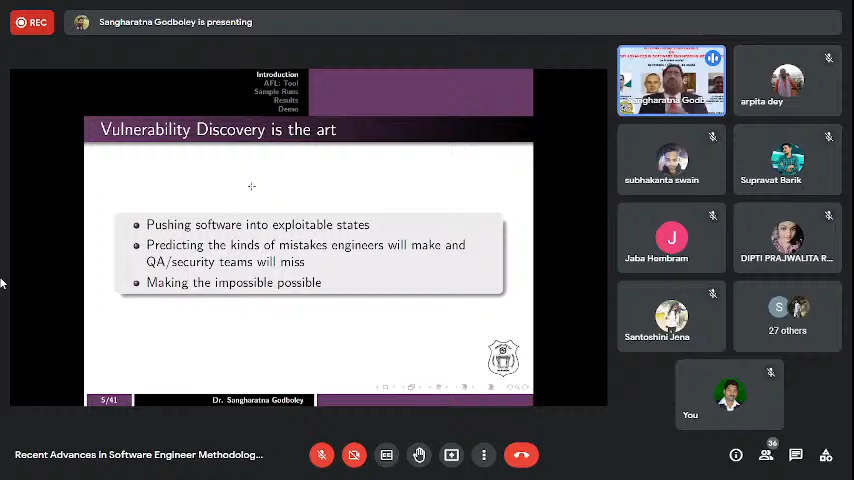 REC
Sangharatna Godboley is presenting
Introduction
AFL: Tool
Sample Runs
Results
Demo
Vulnerability Discovery is the art
Pushing software into exploitable states
Predicting the kinds of mistakes engineers will make and
QA/security teams will miss
Making the impossible possible
5/41
Dr. Sangharatna Godboley
Sangharatna Godb...
arpita dey
subhakanta swain
Supravat Barik
J
Jaba Hembram
DIPTI PRAJWALITA R...
Santoshini Jena
S
27 others
You
Recent Advances in Software Engineer Methodolog...
36